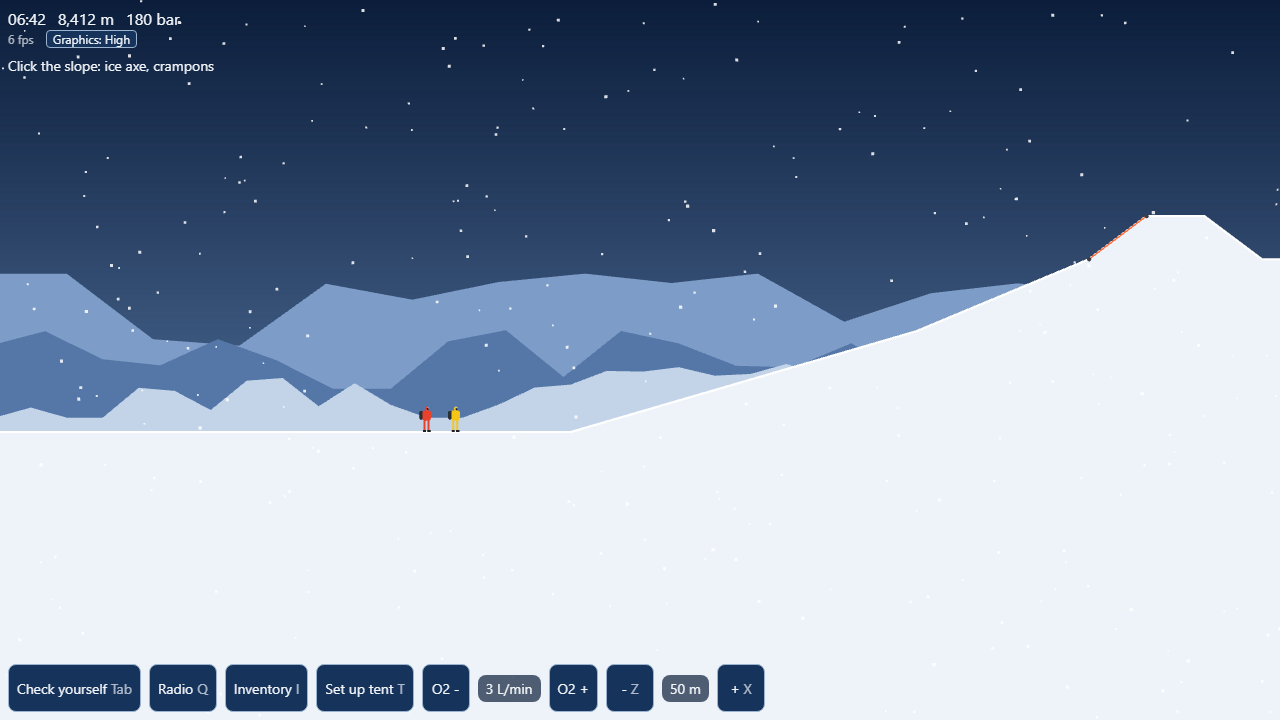 06:42 8,412 m 180 bar
6 fps Graphics: High
Click the slope: ice axe, crampons
Check yourself Tab Radio Q Inventory I Set up tent T O2 - 3 L/min O2 + - Z 50 m + X